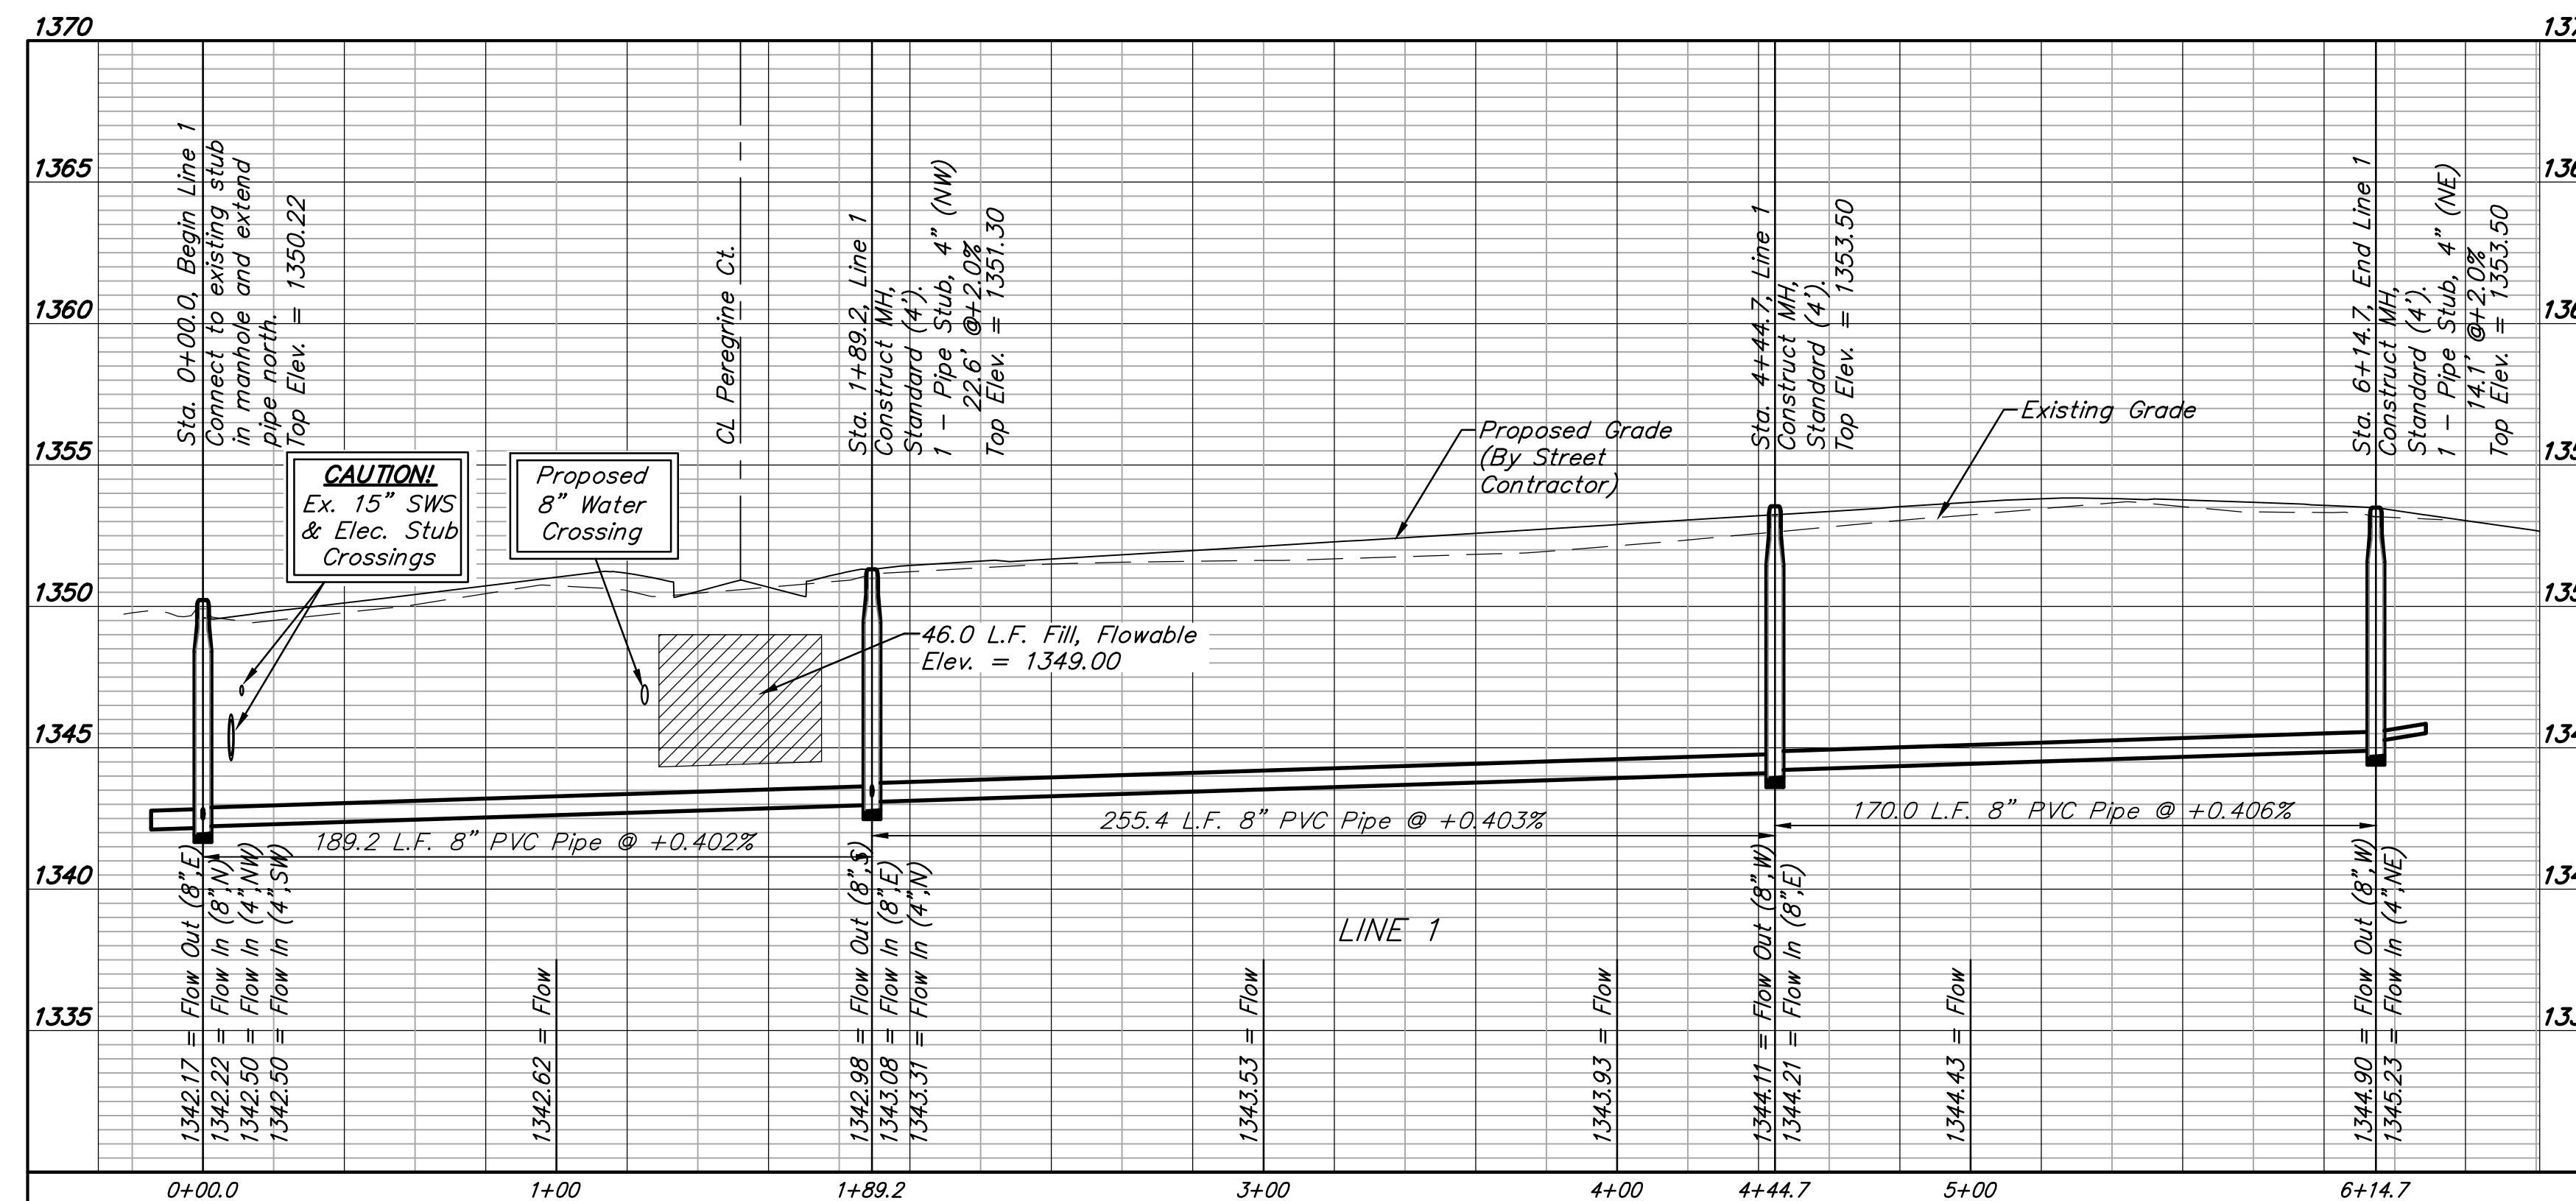 1370
1365
1360
1355
1350
1345
1340
1335
Sta. 0+00.0, Begin Line 1
Connect to existing stub
in manhole and extend
pipe north.
Top Elev. = 1350.22
CL Peregrine Ct.
Sta. 1+89.2, Line 1
Construct MH,
Standard (4').
1 - Pipe Stub, 4" (NW)
22.6' @+2.0%
Top Elev. = 1351.30
Sta. 4+44.7, Line 1
Construct MH,
Standard (4').
Top Elev. = 1353.50
Sta. 6+14.7, End Line 1
Construct MH,
Standard (4').
1 - Pipe Stub, 4" (NE)
14.1' @+2.0%
Top Elev. = 1353.50
CAUTION!
Ex. 15" SWS
& Elec. Stub
Crossings
Proposed
8" Water
Crossing
Proposed Grade
(By Street
Contractor)
Existing Grade
46.0 L.F. Fill, Flowable
Elev. = 1349.00
189.2 L.F. 8" PVC Pipe @ +0.402%
255.4 L.F. 8" PVC Pipe @ +0.403%
170.0 L.F. 8" PVC Pipe @ +0.406%
LINE 1
1342.17 = Flow Out (8",E)
1342.22 = Flow In (8",N)
1342.50 = Flow In (4",NW)
1342.50 = Flow In (4",SW)
1342.62 = Flow
1342.98 = Flow Out (8",S)
1343.08 = Flow In (8",E)
1343.31 = Flow In (4",N)
1343.53 = Flow
1343.93 = Flow
1344.11 = Flow Out (8",W)
1344.21 = Flow In (8",E)
1344.43 = Flow
1344.90 = Flow Out (8",W)
1345.23 = Flow In (4",NE)
0+00.0
1+00
1+89.2
3+00
4+00
4+44.7
5+00
6+14.7